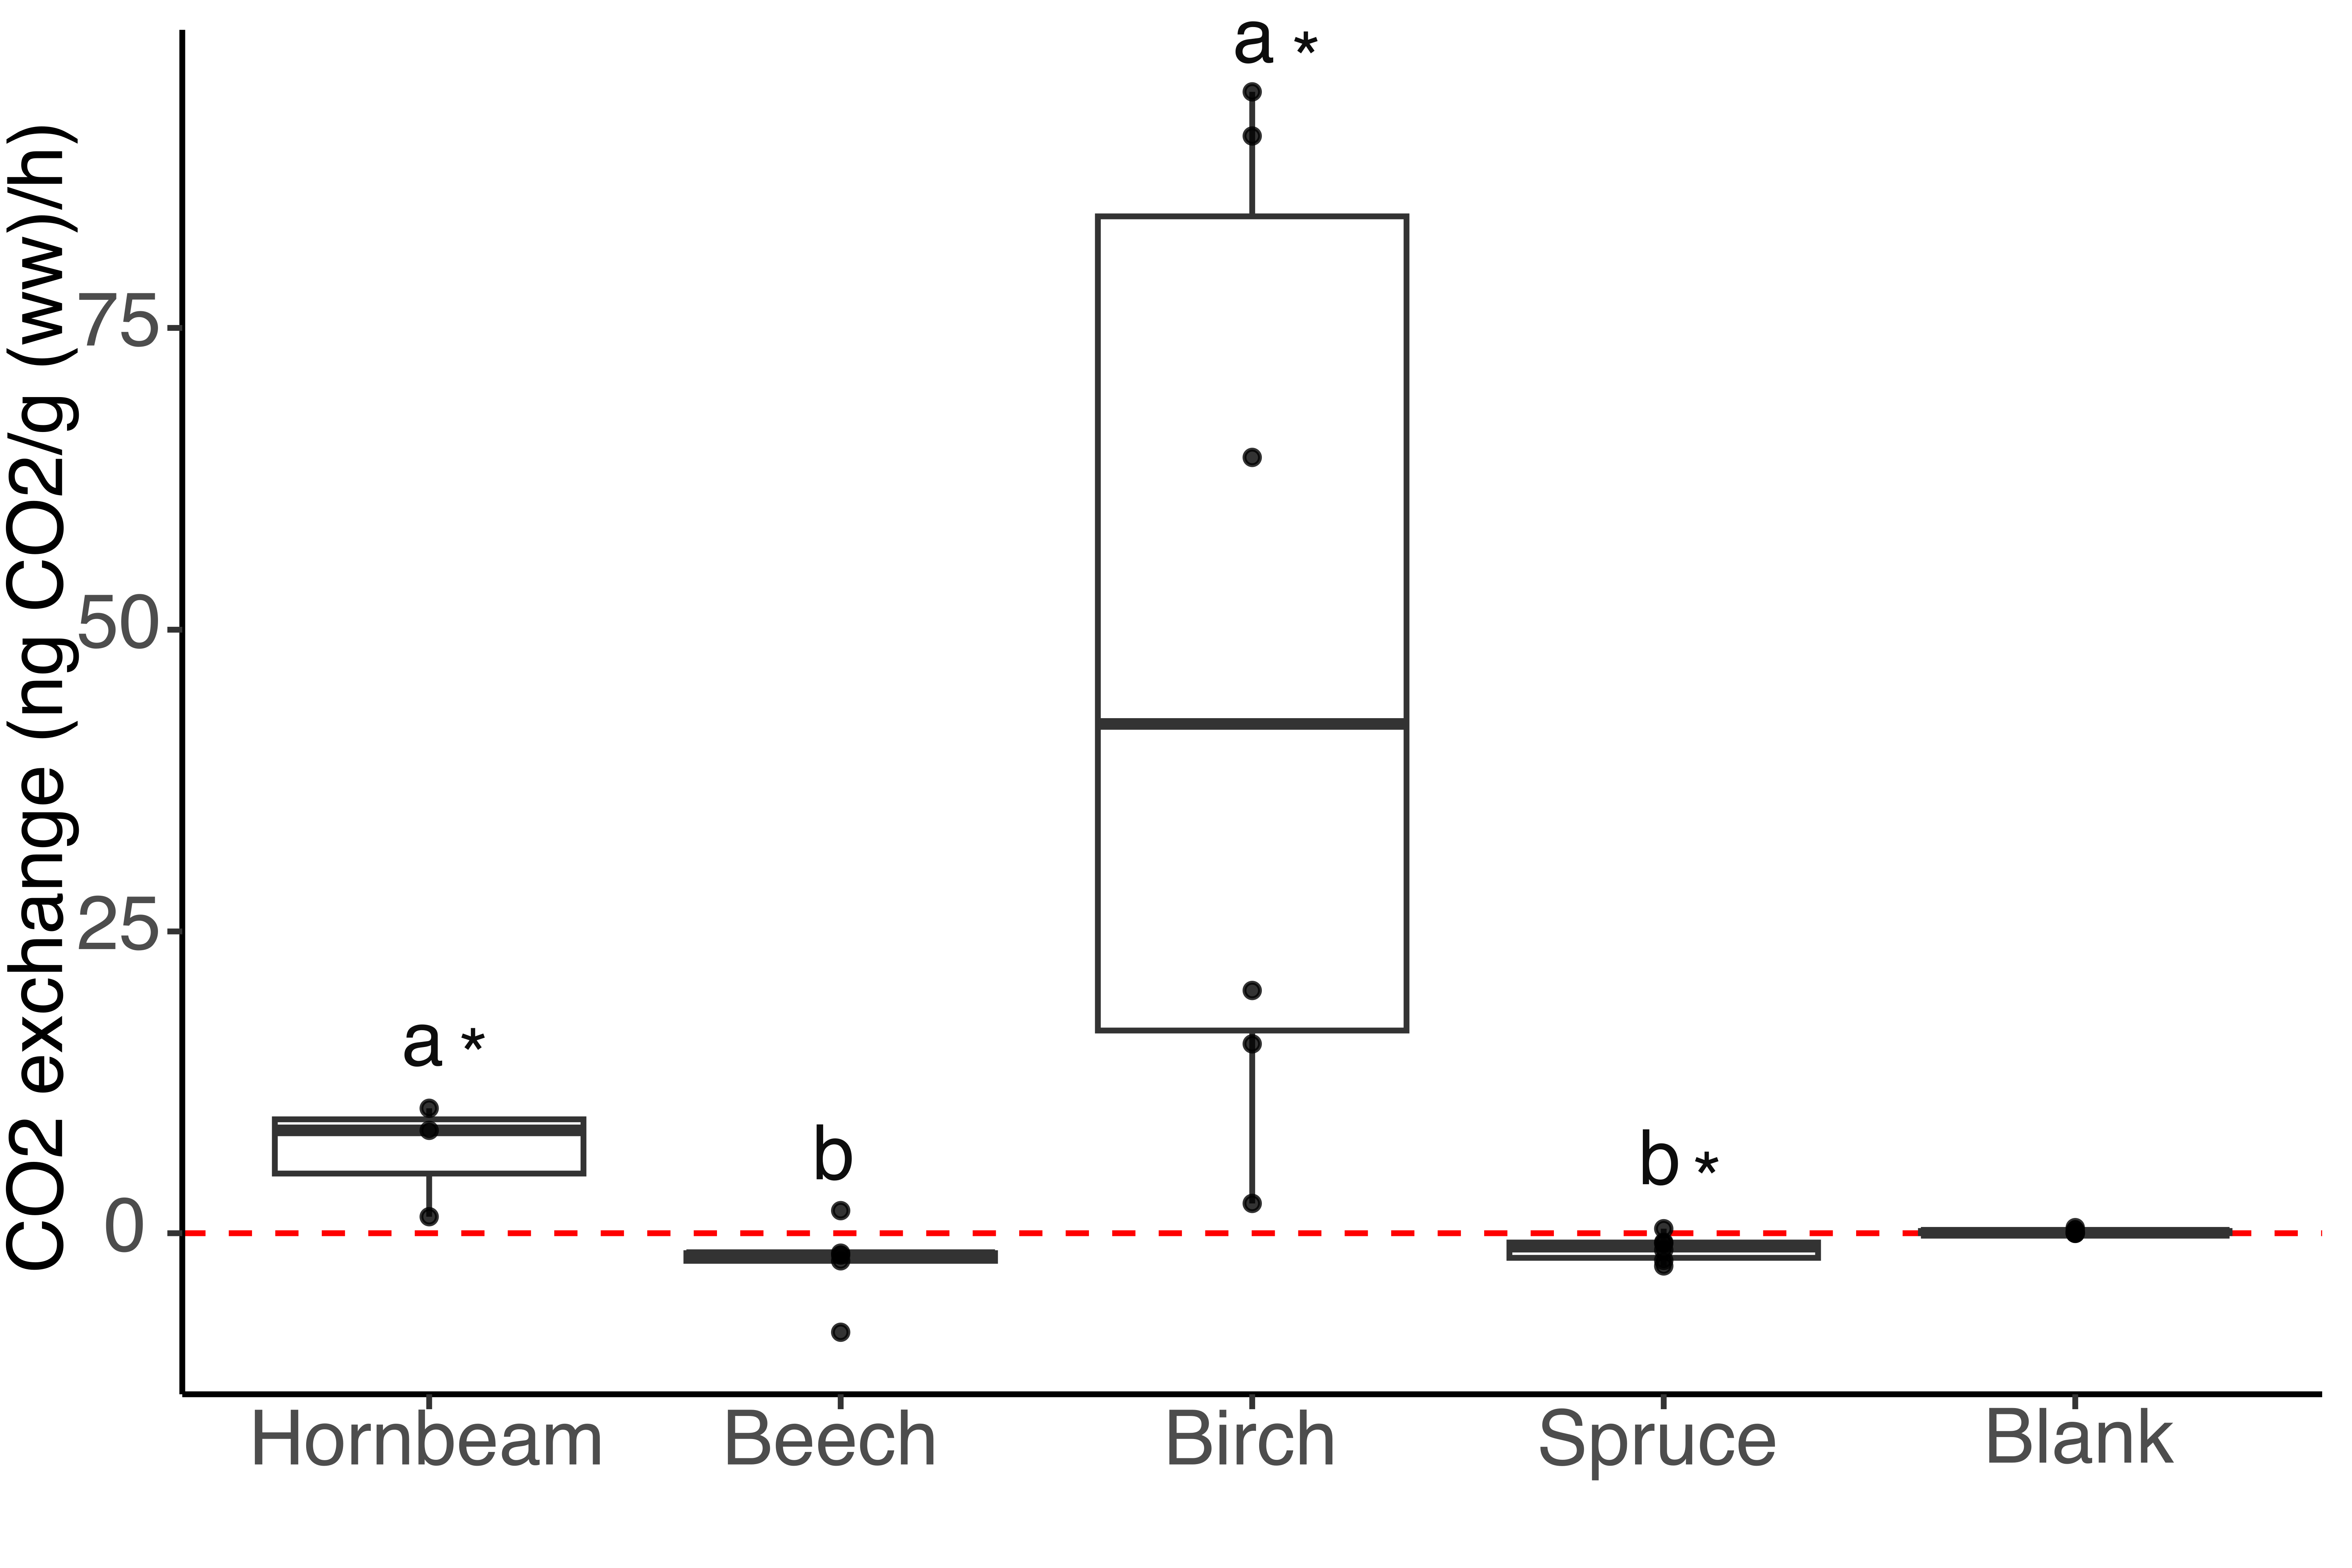 CO2 exchange (ng CO2/g (ww)/h)
75
50
25
0
a *
b
a *
b *
Hornbeam Beech Birch Spruce Blank